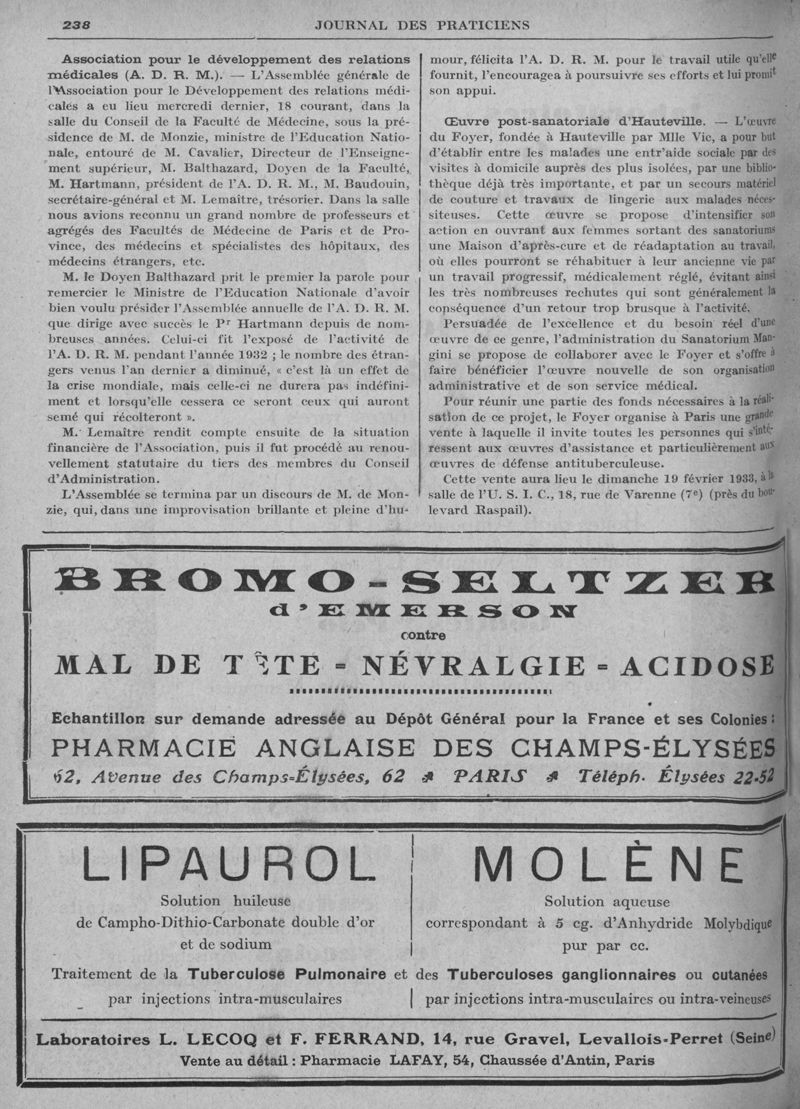 238
JOURNAL DES PRATICIENS
Association pour le développement des relations
médicales (A. D. R. M.). — L'Assemblée générale de
l'Association pour le Développement des relations médi-
cales a eu lieu mercredi dernier, 18 courant, dans la
salle du Conseil de la Faculté de Médecine, sous la pré-
sidence de M. de Monzie, ministre de l'Education Natio-
nale, entouré de M. Cavalier, Directeur de l'Enseigne-
ment supérieur, M. Balthazard, Doyen de la Faculté,
M. Hartmann, président de l'A. D. R. M., M. Baudouin,
secrétaire-général et M. Lemaitre, trésorier. Dans la salle
nous avions reconnu un grand nombre de professeurs et
agrégés des Facultés de Médecine de Paris et de Pro-
vince, des médecins et spécialistes des hôpitaux, des
médecins étrangers, etc.
M. le Doyen Balthazard prit le premier la parole pour
remercier le Ministre de l'Education Nationale d'avoir
bien voulu présider l'Assemblée annuelle de l'A. D. R. M.
que dirige avec succès le Pr Hartmann depuis de nom-
breuses années. Celui-ci fit l'exposé de l'activité de
l'A. D. R. M. pendant l'année 1932 ; le nombre des étran-
gers venus l'an dernier a diminué, « c'est là un effet de
la crise mondiale, mais celle-ci ne durera pas indéfini-
ment et lorsqu'elle cessera ce seront ceux qui auront
semé qui récolteront ».
M. Lemaître rendit compte ensuite de la situation
financière de l'Association, puis il fut procédé au renou-
vellement statutaire du tiers des membres du Conseil
d'Administration.
L'Assemblée se termina par un discours de M. de Mon-
zie, qui, dans une improvisation brillante et pleine d'hu-
mour, félicita l'A. D. R. M. pour le travail utile qu'elle
fournit, l'encouragea à poursuivre ses efforts et lui promit
son appui.
Œuvre post-sanatoriale d'Hauteville. — L'œuvre
du Foyer, fondée à Hauteville par Mlle Vic, a pour but
d'établir entre les malades une entr'aide sociale par des
visites à domicile auprès des plus isolées, par une biblio-
thèque déjà très importante, et par un secours matériel
de couture et travaux de lingerie aux malades néces-
siteuses. Cette œuvre se propose d'intensifier son
action en ouvrant aux femmes sortant des sanatoriums
une Maison d'après-cure et de réadaptation au travail,
où elles pourront se réhabituer à leur ancienne vie par
un travail progressif, médicalement réglé, évitant ainsi
les très nombreuses rechutes qui sont généralement la
conséquence d'un retour trop brusque à l'activité.
Persuadée de l'excellence et du besoin réel d'une
œuvre de ce genre, l'administration du Sanatorium Man-
gini se propose de collaborer avec le Foyer et s'offre à
faire bénéficier l'œuvre nouvelle de son organisation
administrative et de son service médical.
Pour réunir une partie des fonds nécessaires à la réali-
sation de ce projet, le Foyer organise à Paris une grande
vente à laquelle il invite toutes les personnes qui s'inté-
ressent aux œuvres d'assistance et particulièrement aux
œuvres de défense antituberculeuse.
Cette vente aura lieu le dimanche 19 février 1933, à la
salle de l'U. S. I. C., 18, rue de Varenne (7e) (près du bou-
levard Raspail).
BROMO-SELTZER
d'EMERSON
contre
MAL DE TÊTE = NÉVRALGIE = ACIDOSE
Echantillon sur demande adressée au Dépôt Général pour la France et ses Colonies :
PHARMACIE ANGLAISE DES CHAMPS-ÉLYSÉES
62, Avenue des Champs-Élysées, 62 PARIS Téléph. Élysées 22-52
LIPAUROL
Solution huileuse
de Campho-Dithio-Carbonate double d'or
et de sodium
MOLÈNE
Solution aqueuse
correspondant à 5 cg. d'Anhydride Molybdique
pur par cc.
Traitement de la Tuberculose Pulmonaire et des Tuberculoses ganglionnaires ou cutanées
par injections intra-musculaires
par injections intra-musculaires ou intra-veineuses
Laboratoires L. LECOQ et F. FERRAND, 14, rue Gravel, Levallois-Perret (Seine)
Vente au détail : Pharmacie LAFAY, 54, Chaussée d'Antin, Paris